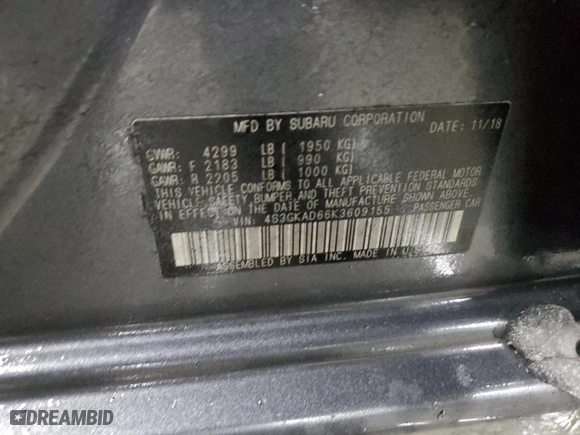 MFD BY SUBARU CORPORATION DATE: 11/18
GVWR: 4299 LB ( 1950 KG)
GAWR: F 2183 LB ( 990 KG)
GAWR: R 2205 LB ( 1000 KG)
THIS VEHICLE CONFORMS TO ALL APPLICABLE FEDERAL MOTOR
VEHICLE SAFETY, BUMPER AND THEFT PREVENTION STANDARDS
IN EFFECT ON THE DATE OF MANUFACTURE SHOWN ABOVE.
VIN: 4S3GKAD66K3609155 PASSENGER CAR
ASSEMBLED BY SIA INC. MADE IN
DREAMBID